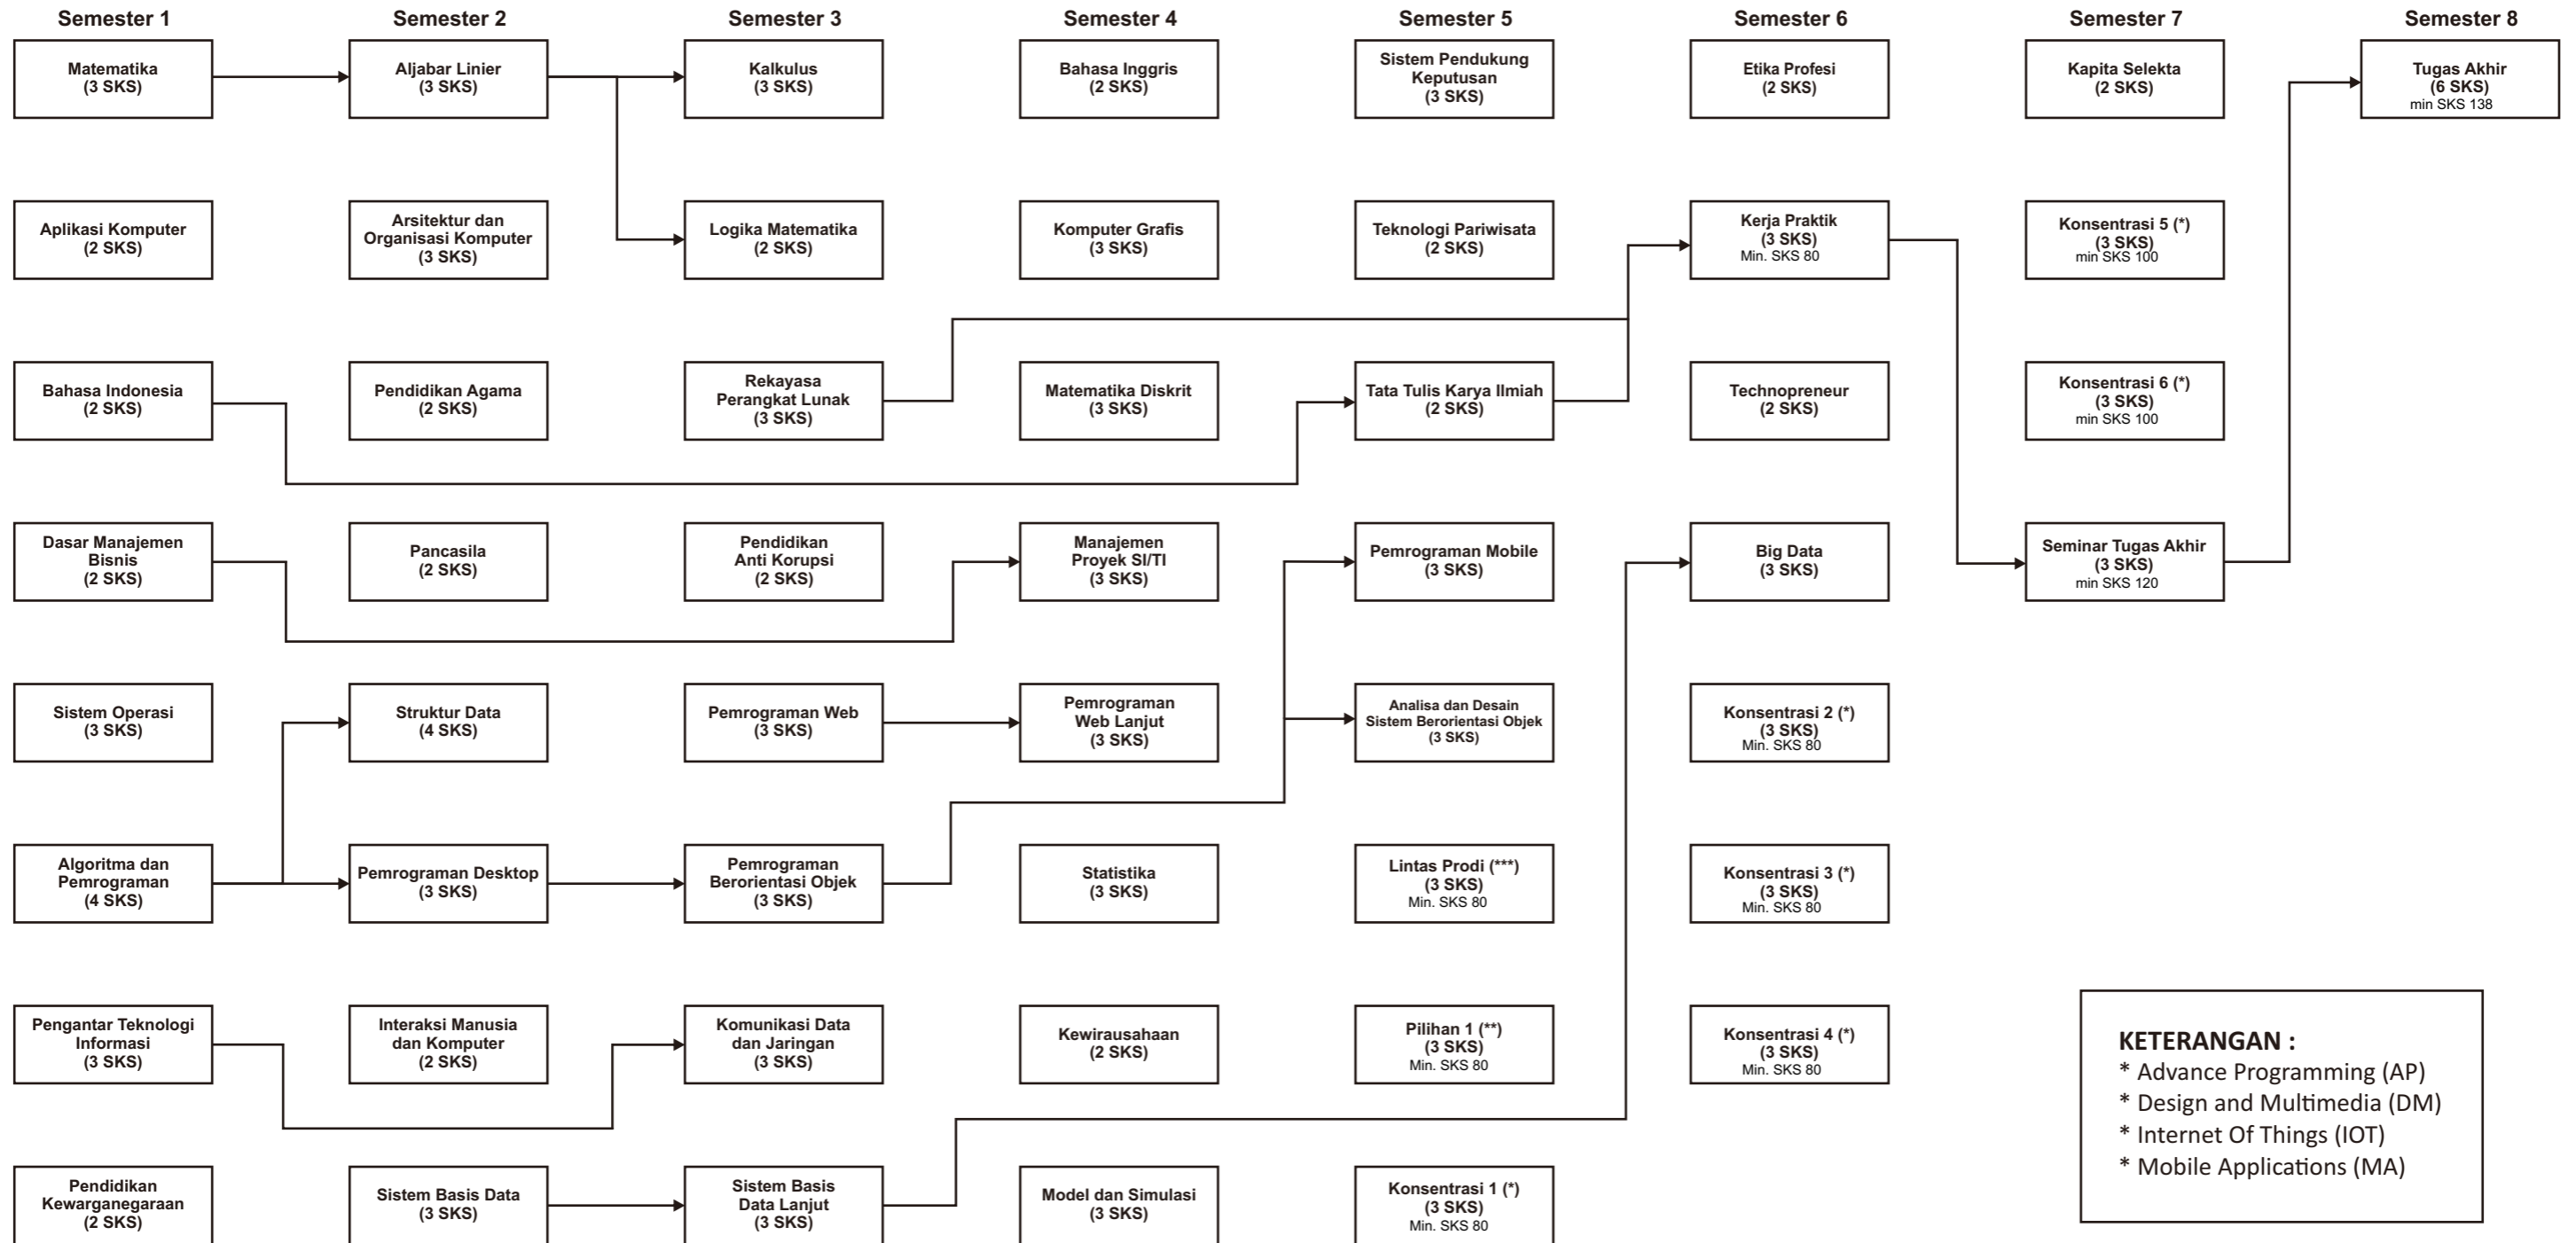 Semester 1
Semester 2
Semester 3
Semester 4
Semester 5
Semester 6
Semester 7
Semester 8
Matematika
(3 SKS)
Aljabar Linier
(3 SKS)
Kalkulus
(3 SKS)
Bahasa Inggris
(2 SKS)
Sistem Pendukung
Keputusan
(3 SKS)
Etika Profesi
(2 SKS)
Kapita Selekta
(2 SKS)
Tugas Akhir
(6 SKS)
min SKS 138
Aplikasi Komputer
(2 SKS)
Arsitektur dan
Organisasi Komputer
(3 SKS)
Logika Matematika
(2 SKS)
Komputer Grafis
(3 SKS)
Teknologi Pariwisata
(2 SKS)
Kerja Praktik
(3 SKS)
Min. SKS 80
Konsentrasi 5 (*)
(3 SKS)
min SKS 100
Bahasa Indonesia
(2 SKS)
Pendidikan Agama
(2 SKS)
Rekayasa
Perangkat Lunak
(3 SKS)
Matematika Diskrit
(3 SKS)
Tata Tulis Karya Ilmiah
(2 SKS)
Technopreneur
(2 SKS)
Konsentrasi 6 (*)
(3 SKS)
min SKS 100
Dasar Manajemen
Bisnis
(2 SKS)
Pancasila
(2 SKS)
Pendidikan
Anti Korupsi
(2 SKS)
Manajemen
Proyek SI/TI
(3 SKS)
Pemrograman Mobile
(3 SKS)
Big Data
(3 SKS)
Seminar Tugas Akhir
(3 SKS)
min SKS 120
Sistem Operasi
(3 SKS)
Struktur Data
(4 SKS)
Pemrograman Web
(3 SKS)
Pemrograman
Web Lanjut
(3 SKS)
Analisa dan Desain
Sistem Berorientasi Objek
(3 SKS)
Konsentrasi 2 (*)
(3 SKS)
Min. SKS 80
Algoritma dan
Pemrograman
(4 SKS)
Pemrograman Desktop
(3 SKS)
Pemrograman
Berorientasi Objek
(3 SKS)
Statistika
(3 SKS)
Lintas Prodi (***)
(3 SKS)
Min. SKS 80
Konsentrasi 3 (*)
(3 SKS)
Min. SKS 80
Pengantar Teknologi
Informasi
(3 SKS)
Interaksi Manusia
dan Komputer
(2 SKS)
Komunikasi Data
dan Jaringan
(3 SKS)
Kewirausahaan
(2 SKS)
Pilihan 1 (**)
(3 SKS)
Min. SKS 80
Konsentrasi 4 (*)
(3 SKS)
Min. SKS 80
Pendidikan
Kewarganegaraan
(2 SKS)
Sistem Basis Data
(3 SKS)
Sistem Basis
Data Lanjut
(3 SKS)
Model dan Simulasi
(3 SKS)
Konsentrasi 1 (*)
(3 SKS)
Min. SKS 80
KETERANGAN :
* Advance Programming (AP)
* Design and Multimedia (DM)
* Internet Of Things (IOT)
* Mobile Applications (MA)